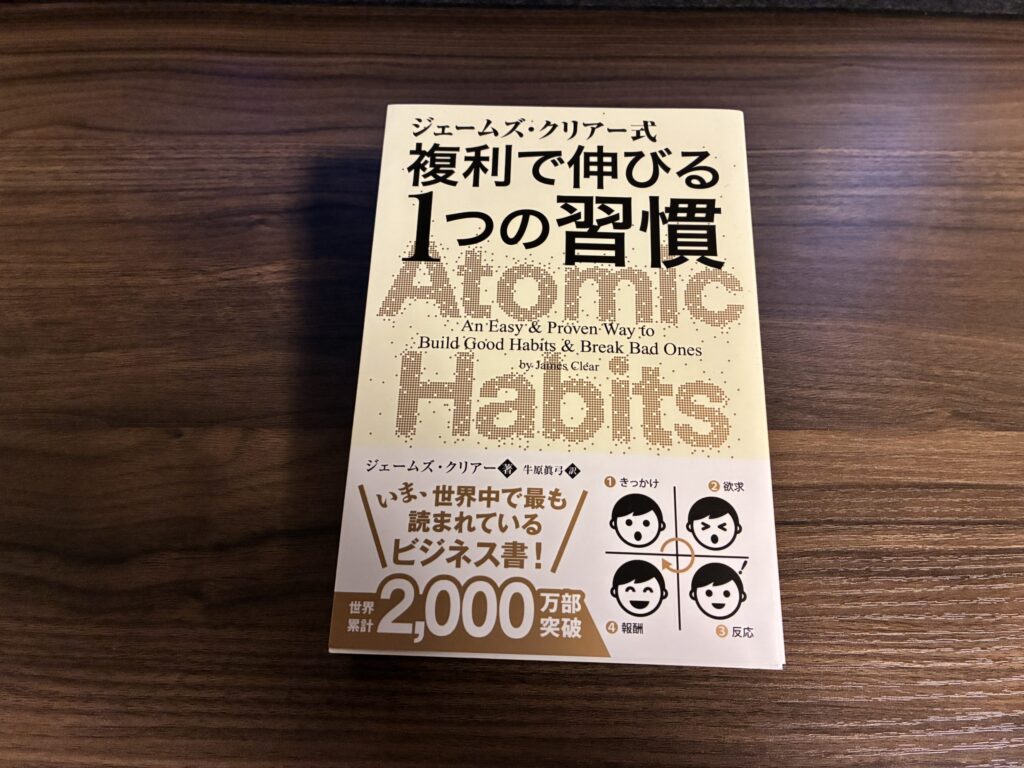 ジェームズ・クリアー式
複利で伸びる
1つの習慣
Atomic
An Easy & Proven Way to
Build Good Habits & Break Bad Ones
by James Clear
Habits
ジェームズ・クリアー 著 牛原眞弓 訳
いま、世界中で最も
読まれている
ビジネス書!
世界
累計
2,000
万部
突破
1 きっかけ
2 欲求
!
4 報酬
3 反応